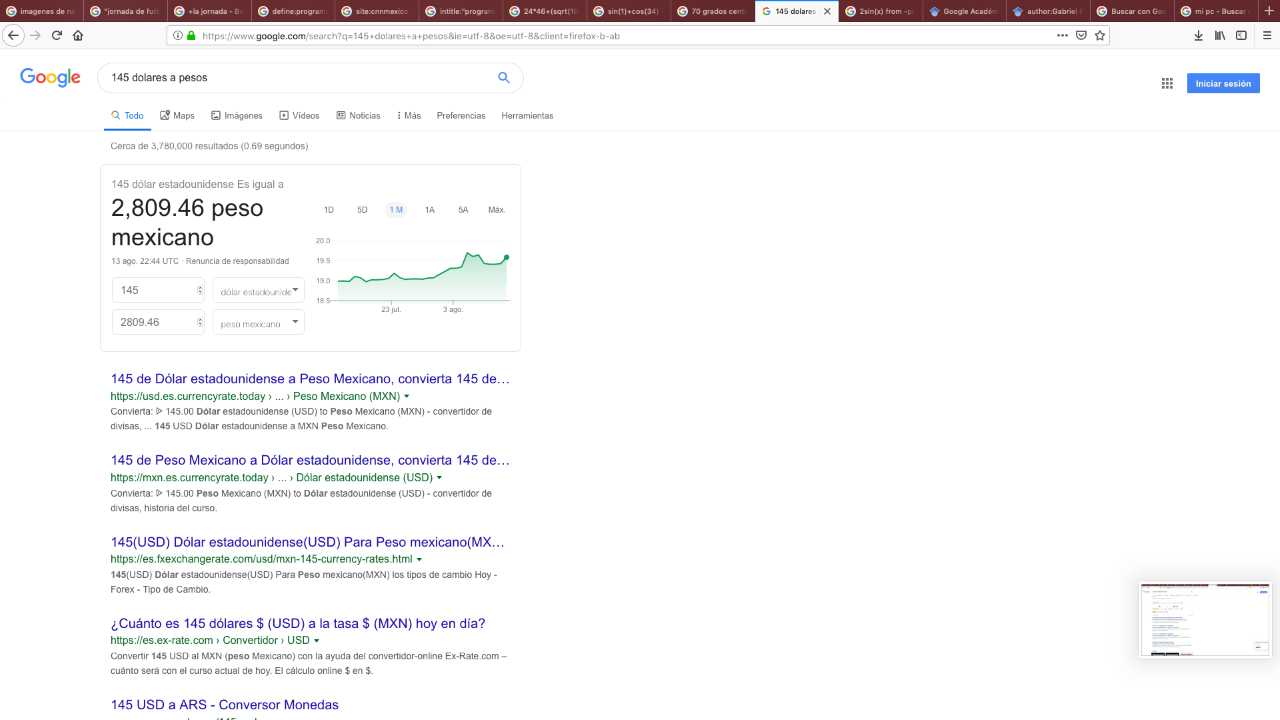 imagenes de na
"jornada de futl
+la jornada - Bu
define:program
site:cnnmexico
intitle:"program
24*46+(sqrt(16
sin(1)+cos(34)
70 grados centi
145 dolares
2sin(x) from -p
Google Académ
author:Gabriel
Buscar con Goo
mi pc - Buscar
https://www.google.com/search?q=145+dolares+a+pesos&ie=utf-8&oe=utf-8&client=firefox-b-ab
Google
145 dolares a pesos
Iniciar sesión
Todo Maps Imágenes Vídeos Noticias Más Preferencias Herramientas
Cerca de 3,780,000 resultados (0.69 segundos)
145 dólar estadounidense Es igual a
2,809.46 peso
mexicano
13 ago. 22:44 UTC · Renuncia de responsabilidad
145 dólar estadounide
2809.46 peso mexicano
1D 5D 1 M 1A 5A Máx.
20.0
19.5
19.0
18.5
23 jul. 3 ago.
145 de Dólar estadounidense a Peso Mexicano, convierta 145 de...
https://usd.es.currencyrate.today › ... › Peso Mexicano (MXN)
Convierta: ᐈ 145.00 Dólar estadounidense (USD) to Peso Mexicano (MXN) - convertidor de
divisas, ... 145 USD Dólar estadounidense a MXN Peso Mexicano.
145 de Peso Mexicano a Dólar estadounidense, convierta 145 de...
https://mxn.es.currencyrate.today › ... › Dólar estadounidense (USD)
Convierta: ᐈ 145.00 Peso Mexicano (MXN) to Dólar estadounidense (USD) - convertidor de
divisas, historia del curso.
145(USD) Dólar estadounidense(USD) Para Peso mexicano(MX...
https://es.fxexchangerate.com/usd/mxn-145-currency-rates.html
145(USD) Dólar estadounidense(USD) Para Peso mexicano(MXN) los tipos de cambio Hoy -
Forex - Tipo de Cambio.
¿Cuánto es 145 dólares $ (USD) a la tasa $ (MXN) hoy en día?
https://es.ex-rate.com › Convertidor › USD
Convertir 145 USD al MXN (peso Mexicano) con la ayuda del convertidor-online Ex-Rate.com –
cuánto será con el curso actual de hoy. El cálculo online $ en $.
145 USD a ARS - Conversor Monedas